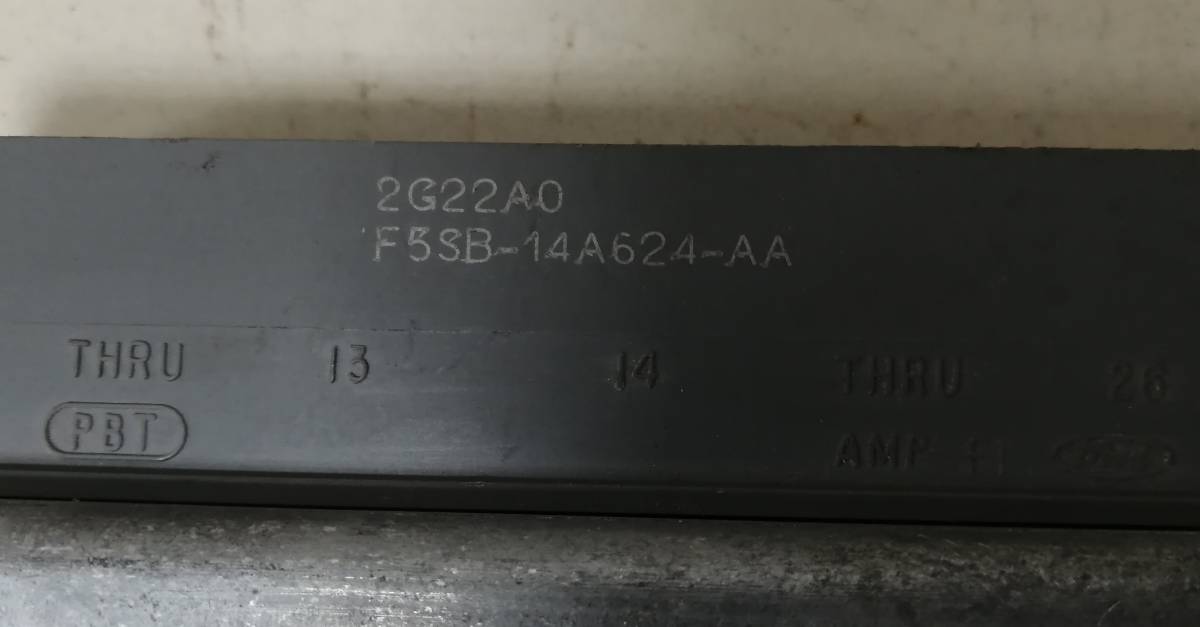 2G22A0
F5SB-14A624-AA
THRU 13 14 THRU 26
PBT AMP